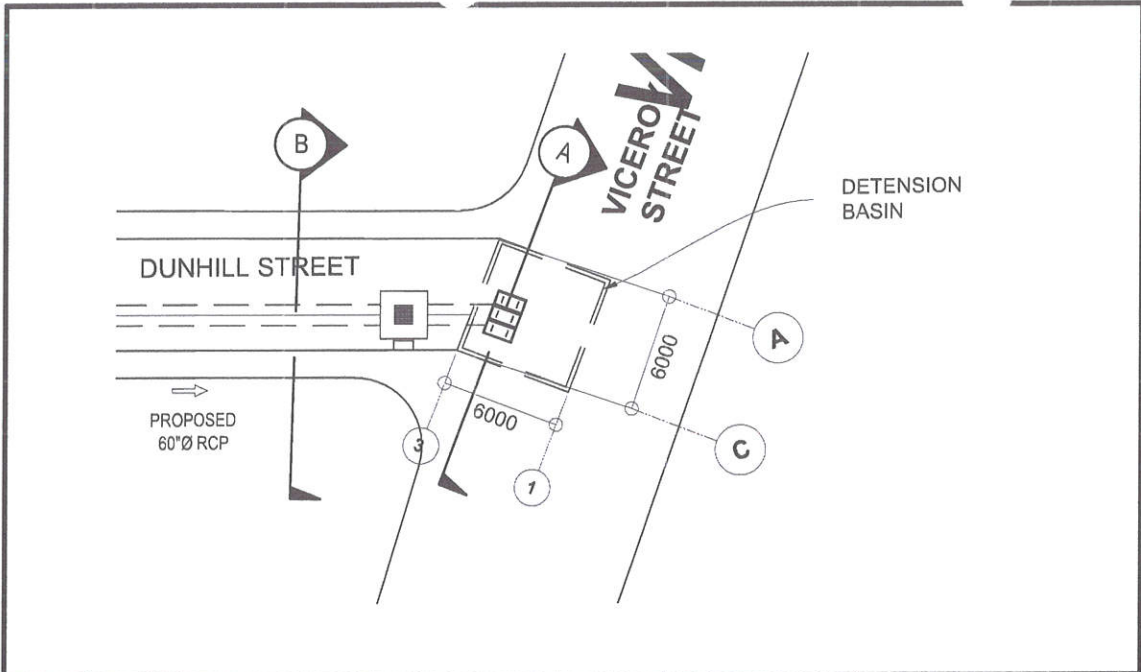 B
A
VICEROY
STREET
DETENSION
BASIN
DUNHILL STREET
A
6000
PROPOSED
60"Ø RCP
6000
3
C
1